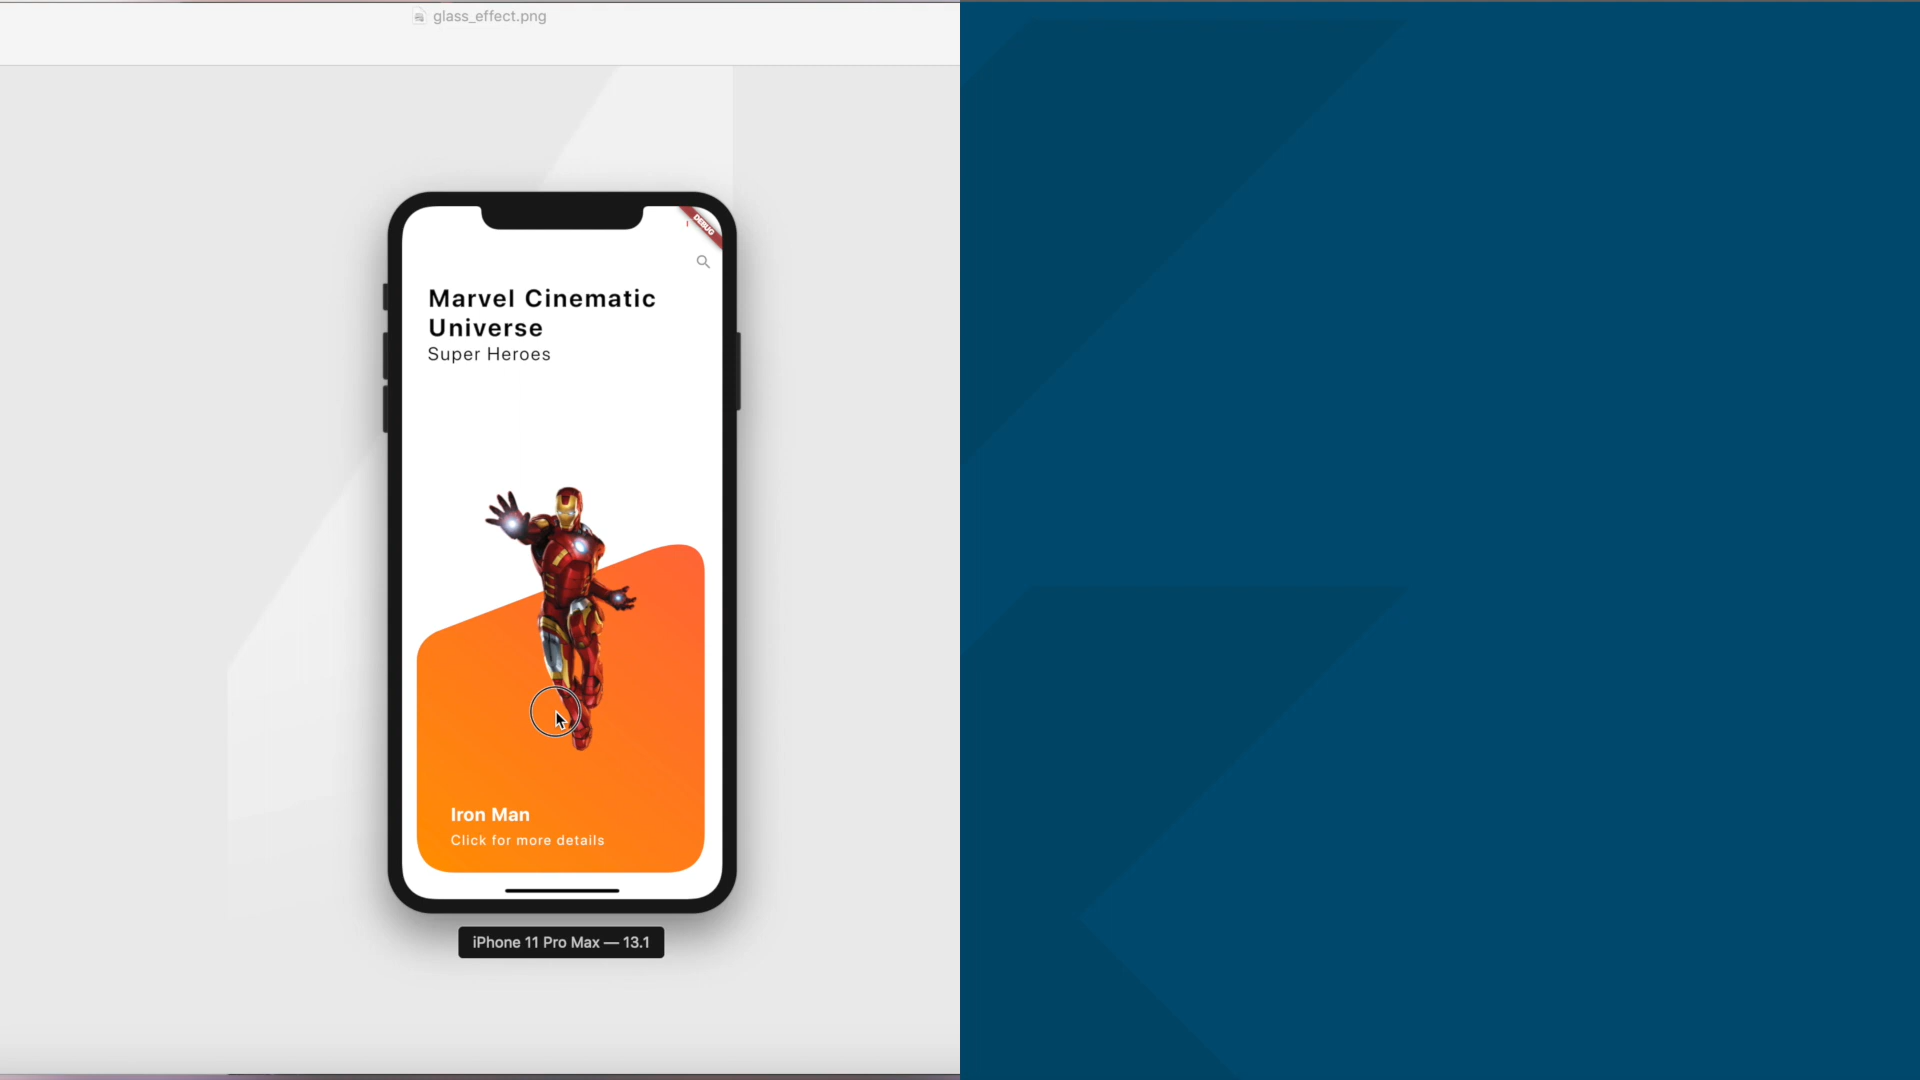 glass_effect.png
DEBUG
Marvel Cinematic
Universe
Super Heroes
Iron Man
Click for more details
iPhone 11 Pro Max — 13.1